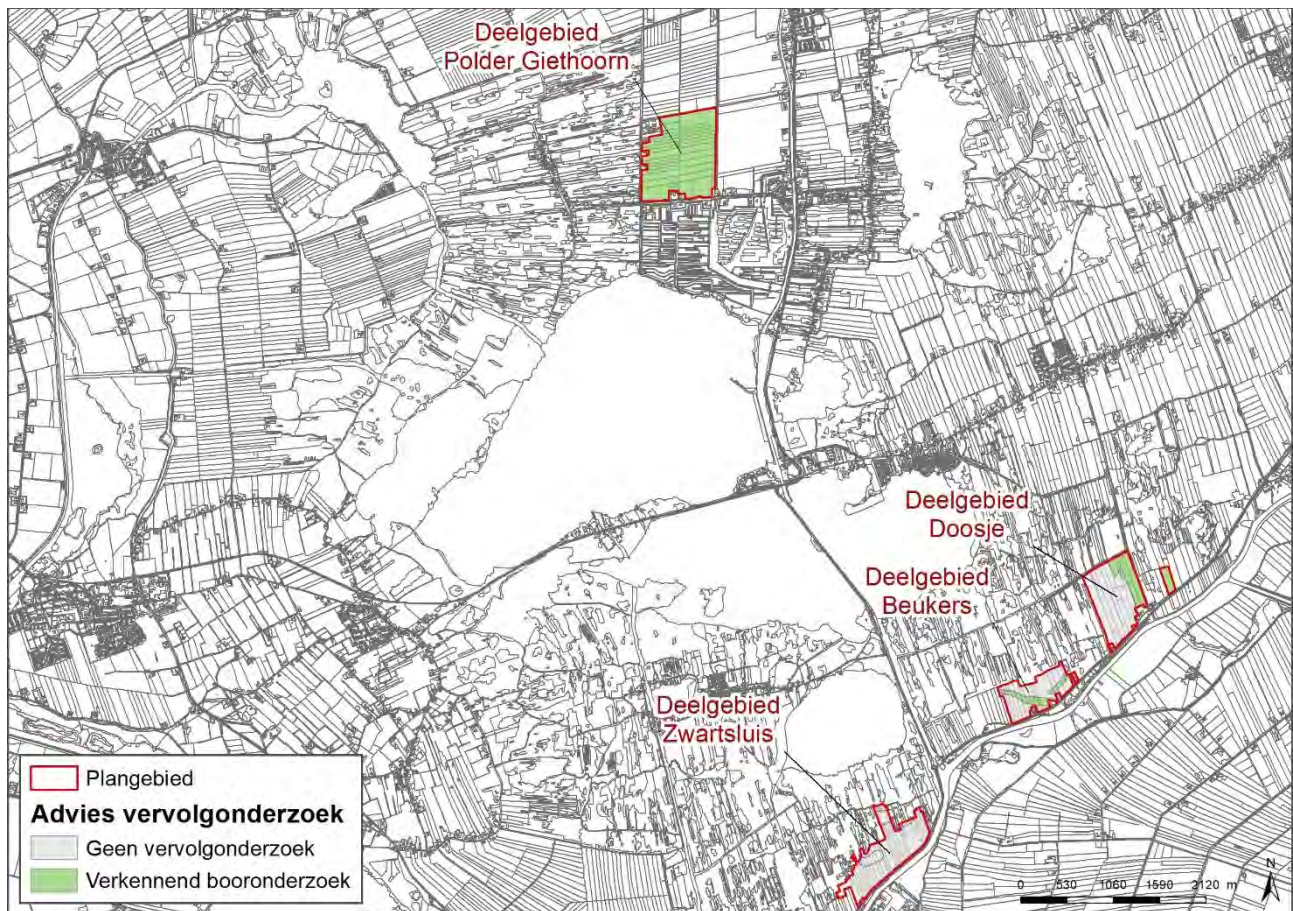 Deelgebied
Polder Giethoorn
Deelgebied
Doosje
Deelgebied
Beukers
Deelgebied
Zwartsluis
Plangebied
Advies vervolgonderzoek
Geen vervolgonderzoek
Verkennend booronderzoek
0 530 1060 1590 2120 m
N